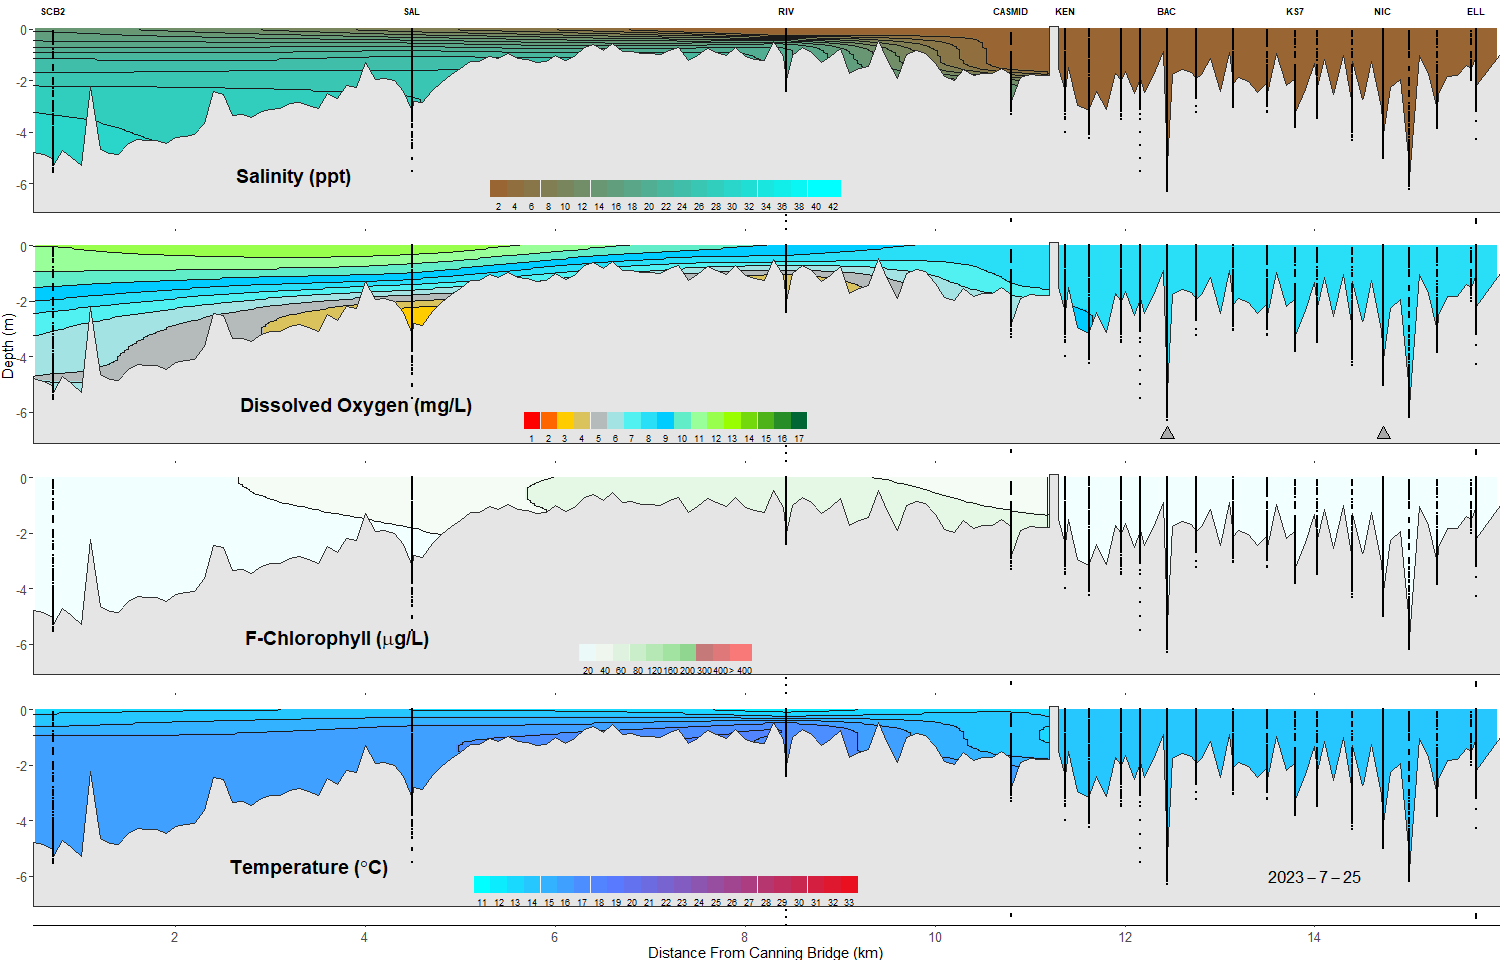 SCB2 SAL RIV CASMID KEN BAC KS7 NIC ELL
0
-2
-4
-6
Salinity (ppt)
2 4 6 8 10 12 14 16 18 20 22 24 26 28 30 32 34 36 38 40 42
0
-2
-4
-6
Depth (m)
Dissolved Oxygen (mg/L)
1 2 3 4 5 6 7 8 9 10 11 12 13 14 15 16 17
0
-2
-4
-6
F-Chlorophyll (µg/L)
20 40 60 80 120 160 200 300 400 > 400
0
-2
-4
-6
Temperature (°C)
2023 – 7 – 25
11 12 13 14 15 16 17 18 19 20 21 22 23 24 25 26 27 28 29 30 31 32 33
2 4 6 8 10 12 14
Distance From Canning Bridge (km)